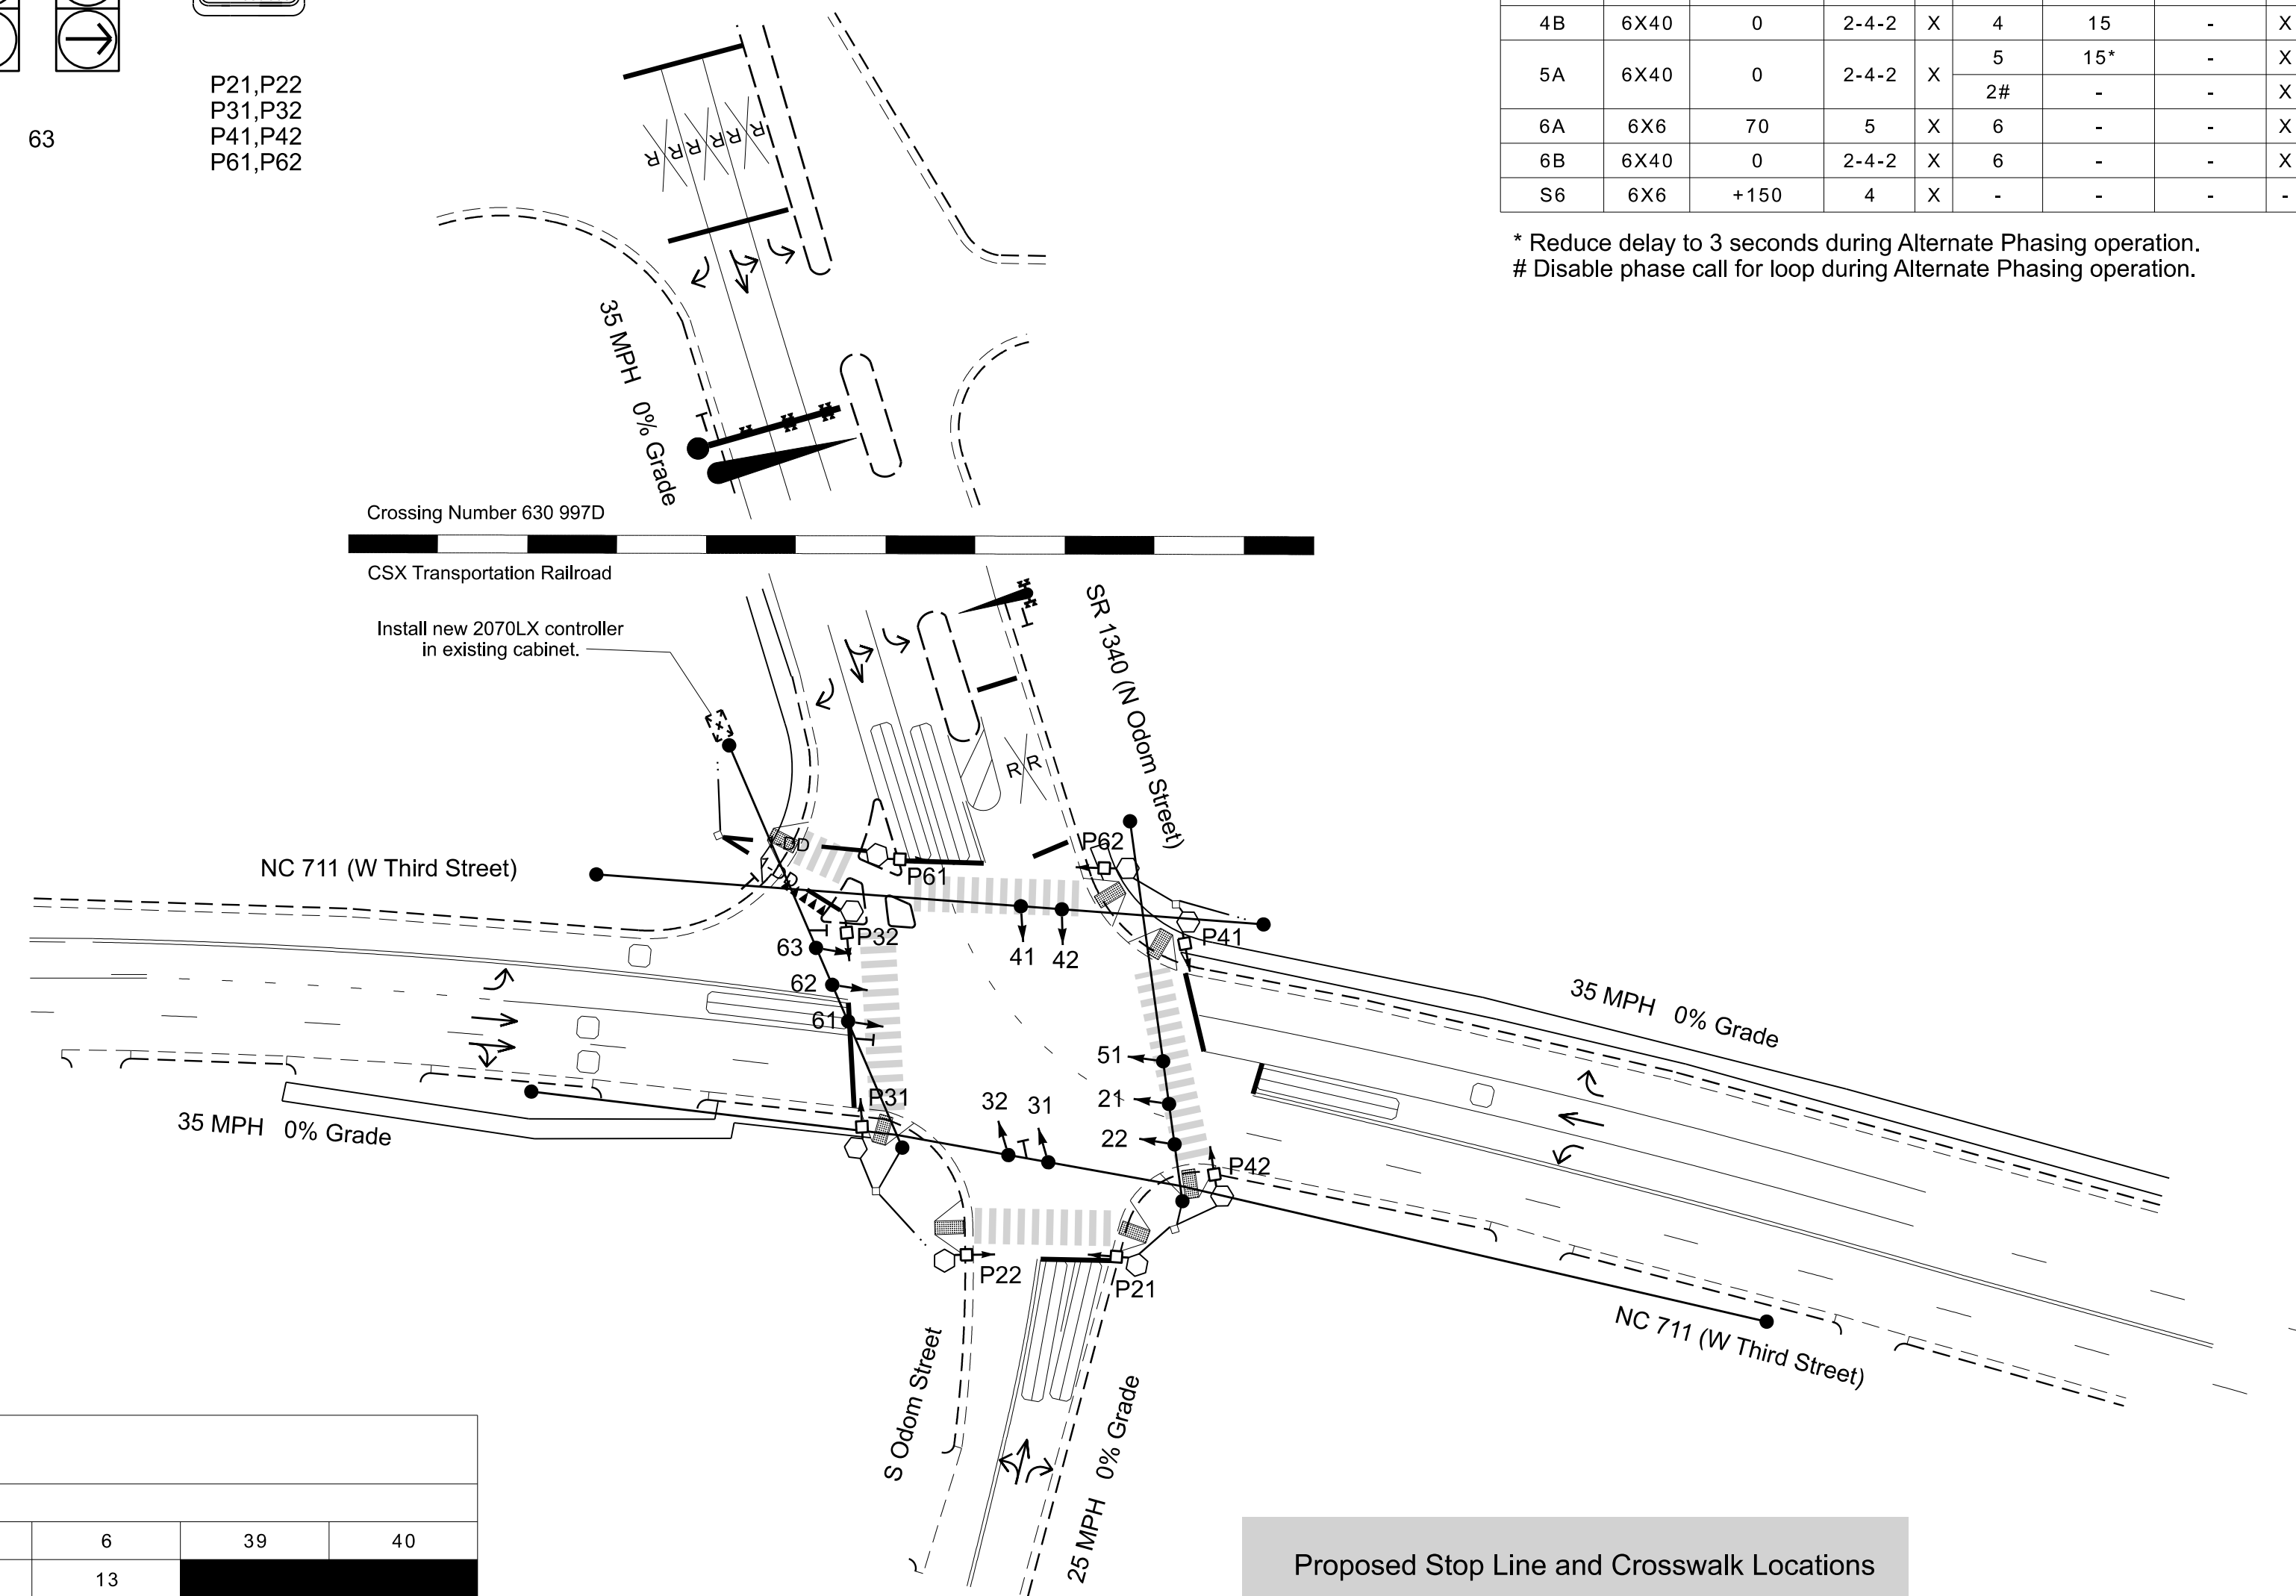 63
P21,P22
P31,P32
P41,P42
P61,P62
4B 6X40 0 2-4-2 X 4 15 - X
5A 6X40 0 2-4-2 X 5 15* - X
2# - - X
6A 6X6 70 5 X 6 - - X
6B 6X40 0 2-4-2 X 6 - - X
S6 6X6 +150 4 X - - - -
* Reduce delay to 3 seconds during Alternate Phasing operation.
# Disable phase call for loop during Alternate Phasing operation.
R R R R R R
35 MPH 0% Grade
Crossing Number 630 997D
CSX Transportation Railroad
Install new 2070LX controller
in existing cabinet.
SR 1340 (N Odom Street)
R R
NC 711 (W Third Street)
DD
P62
P61
P41
P32
63
41
42
62
61
35 MPH 0% Grade
51
21
22
P31
32
31
35 MPH 0% Grade
P42
P22
P21
NC 711 (W Third Street)
S Odom Street
25 MPH 0% Grade
6 39 40
13
Proposed Stop Line and Crosswalk Locations